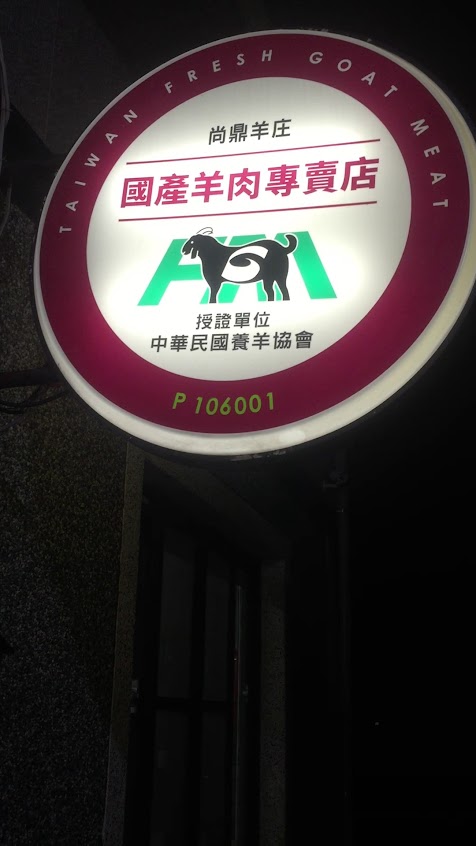 TAIWAN FRESH GOAT MEAT
尚鼎羊庄
國產羊肉專賣店
授證單位
中華民國養羊協會
P 106001